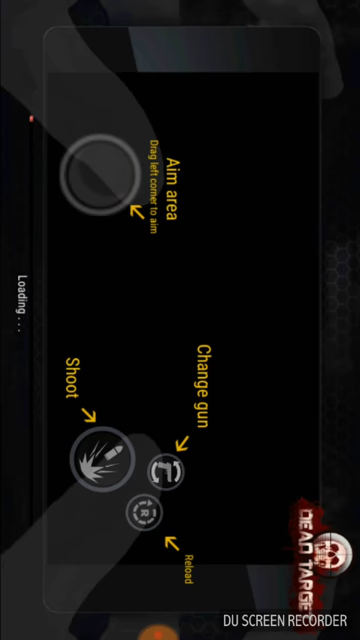 DEAD TARGET
Aim area
Drag left corner to aim
Change gun
Reload
R
Shoot
Loading . . .
DU SCREEN RECORDER